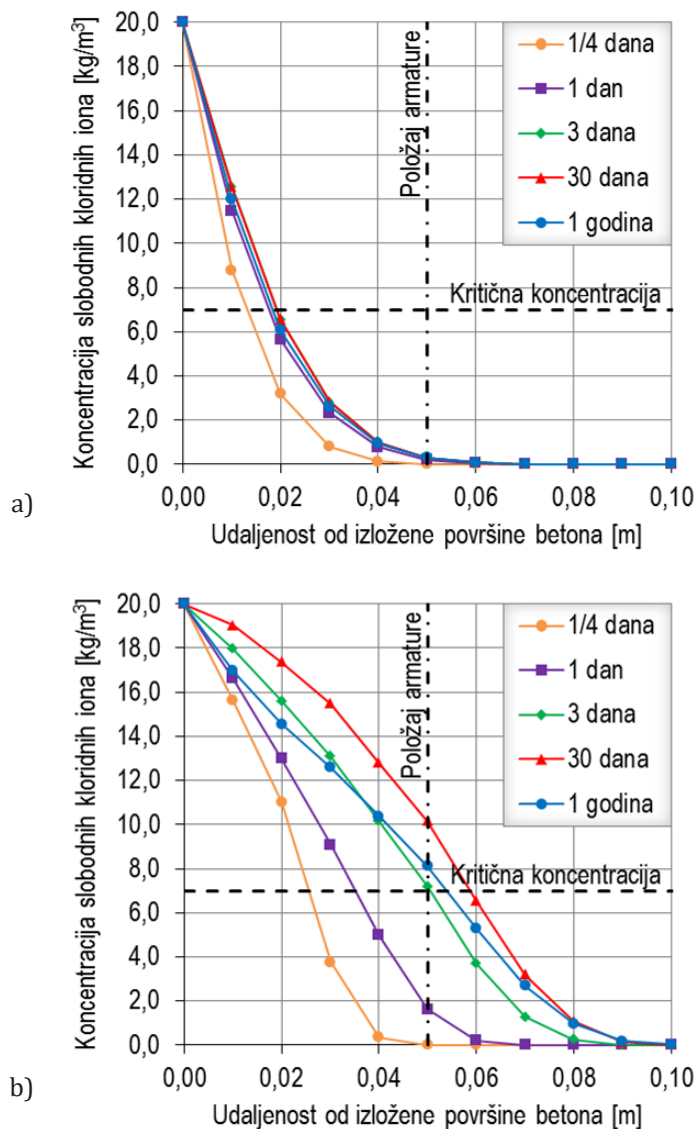 Koncentracija slobodnih kloridnih iona [kg/m³]
20,0
18,0
16,0
14,0
12,0
10,0
8,0
6,0
4,0
2,0
0,0
Položaj armature
1/4 dana
1 dan
3 dana
30 dana
1 godina
Kritična koncentracija
0,00 0,02 0,04 0,06 0,08 0,10
a)
Udaljenost od izložene površine betona [m]
Koncentracija slobodnih kloridnih iona [kg/m³]
20,0
18,0
16,0
14,0
12,0
10,0
8,0
6,0
4,0
2,0
0,0
Položaj armature
1/4 dana
1 dan
3 dana
30 dana
1 godina
Kritična koncentracija
0,00 0,02 0,04 0,06 0,08 0,10
b)
Udaljenost od izložene površine betona [m]